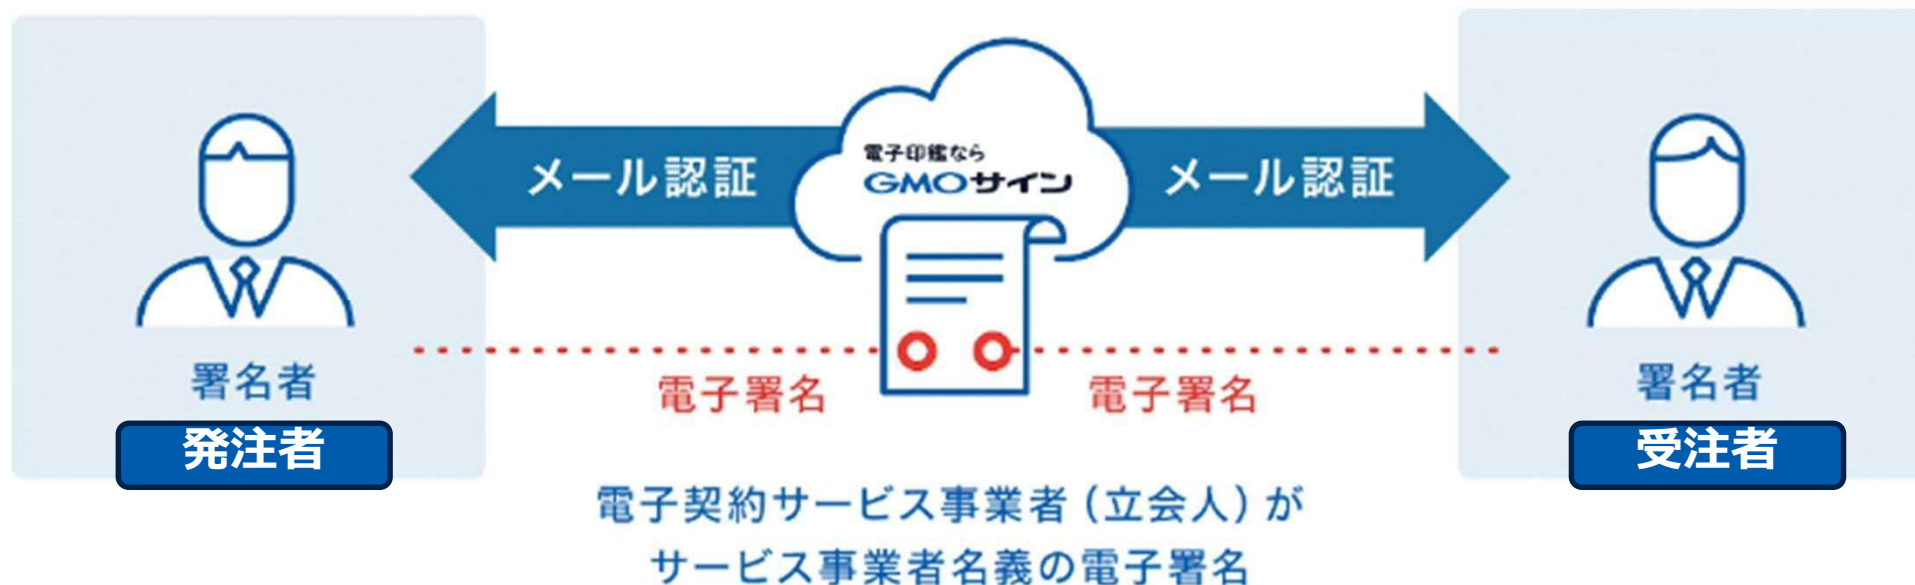 電子印鑑なら
GMOサイン
メール認証
メール認証
電子署名
電子署名
署名者
発注者
署名者
受注者
電子契約サービス事業者（立会人）が
サービス事業者名義の電子署名